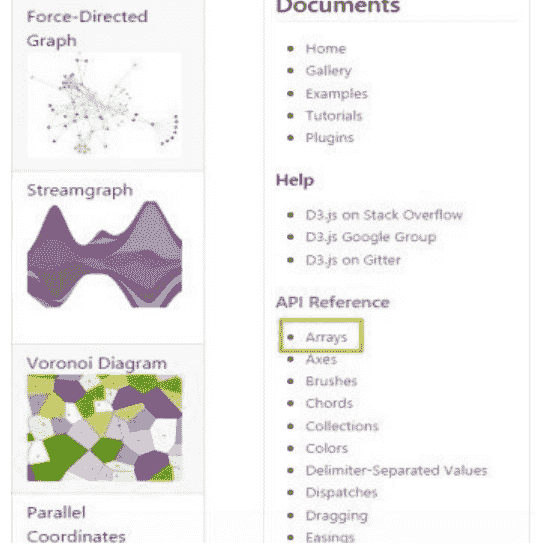 Force-Directed
Graph
Streamgraph
Voronoi Diagram
Parallel
Coordinates
Documents
Home
Gallery
Examples
Tutorials
Plugins
Help
D3.js on Stack Overflow
D3.js Google Group
D3.js on Gitter
API Reference
Arrays
Axes
Brushes
Chords
Collections
Colors
Delimiter-Separated Values
Dispatches
Dragging
Easings